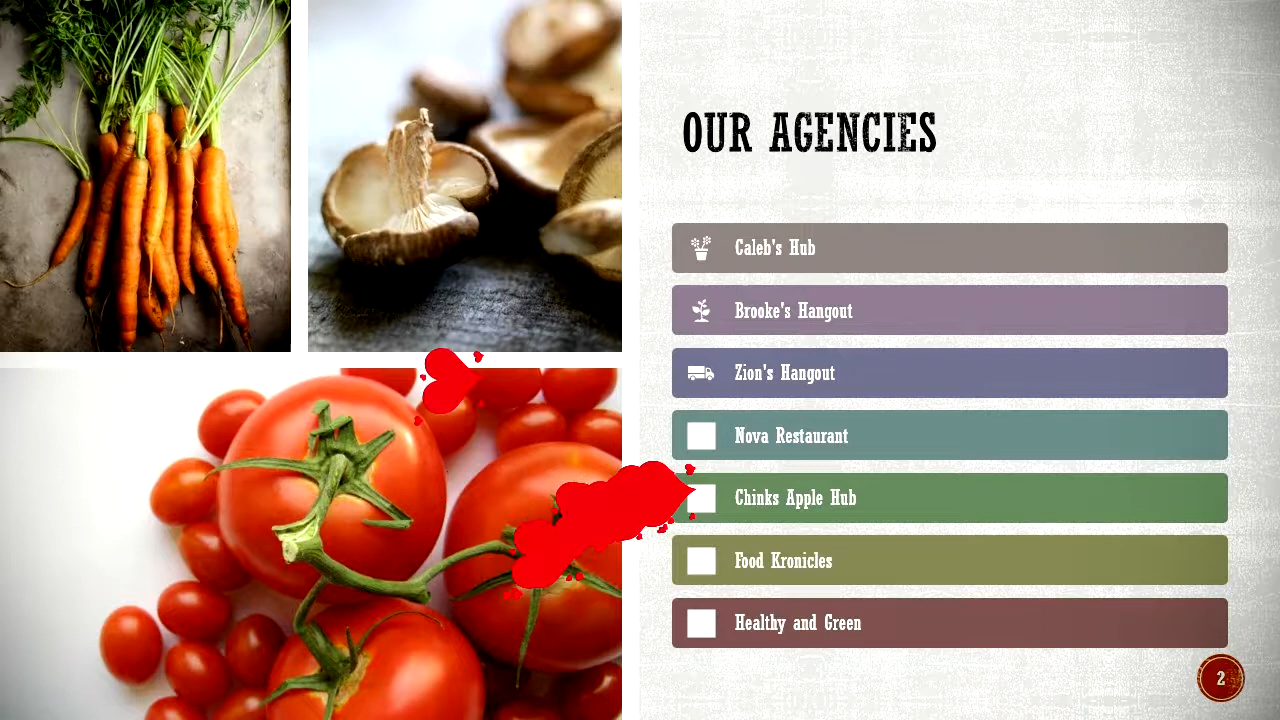 OUR AGENCIES
Caleb's Hub
Brooke's Hangout
Zion's Hangout
Nova Restaurant
Chinks Apple Hub
Food Kronicles
Healthy and Green
2